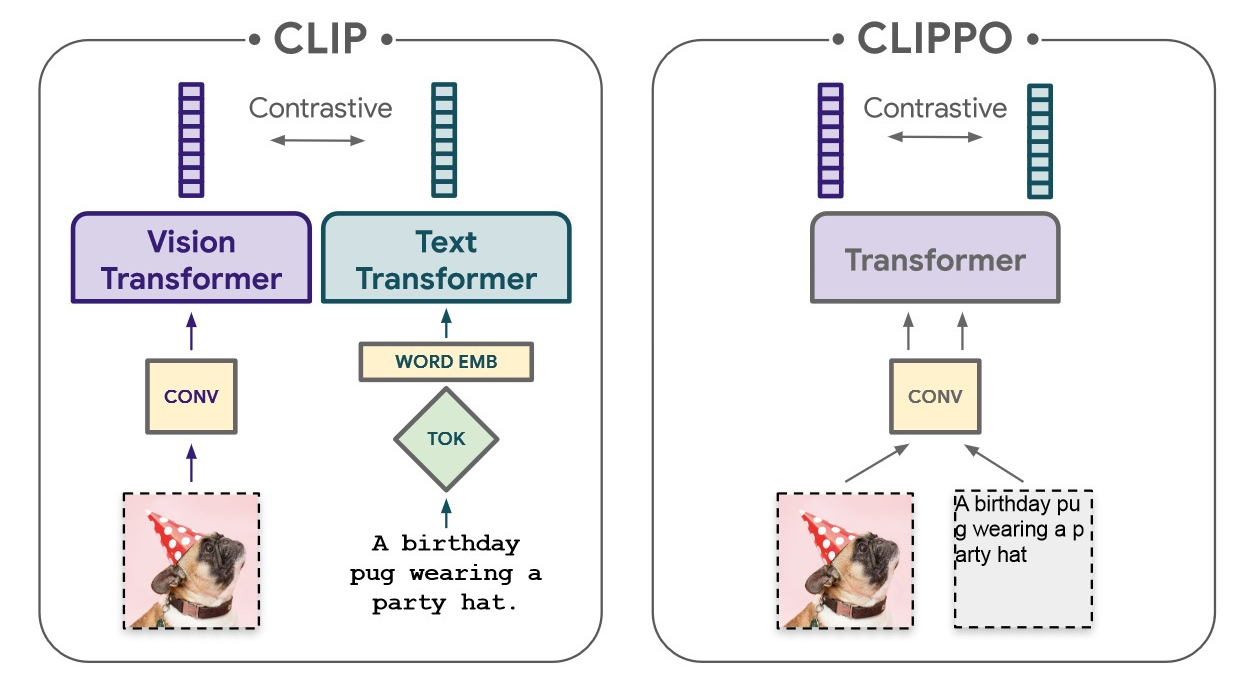 • CLIP •
Contrastive
Vision
Transformer
Text
Transformer
CONV
WORD EMB
TOK
A birthday
pug wearing a
party hat.
• CLIPPO •
Contrastive
Transformer
CONV
A birthday pu
g wearing a p
arty hat